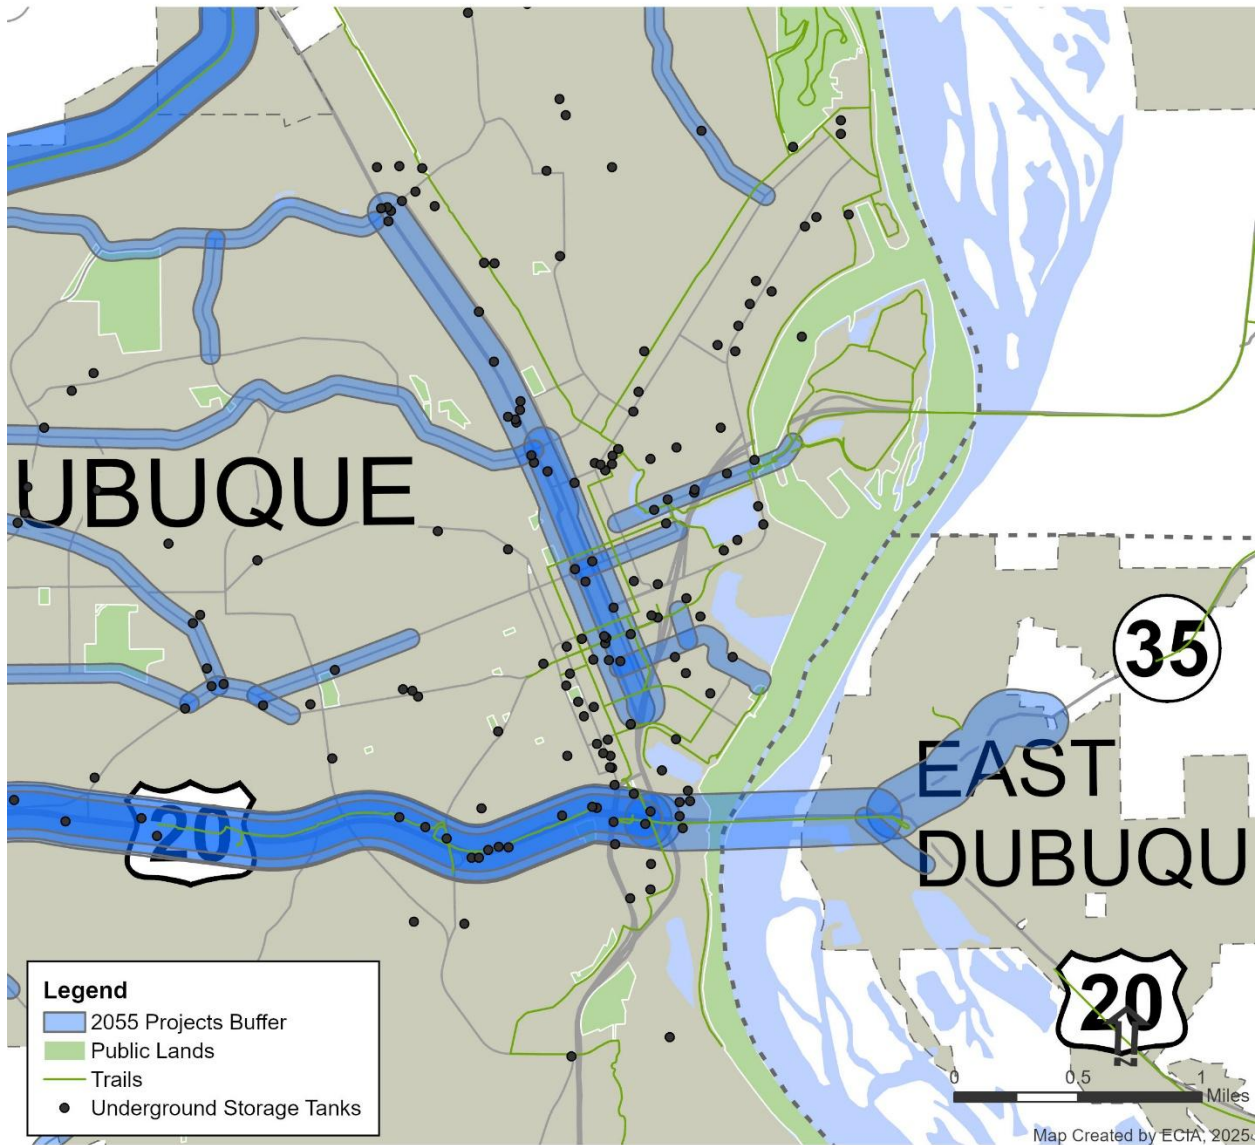 UBUQUE
35
EAST
DUBUQU
20
20
N
Legend
2055 Projects Buffer
Public Lands
Trails
Underground Storage Tanks
0 0.5 1
Miles
Map Created by ECIA, 2025.